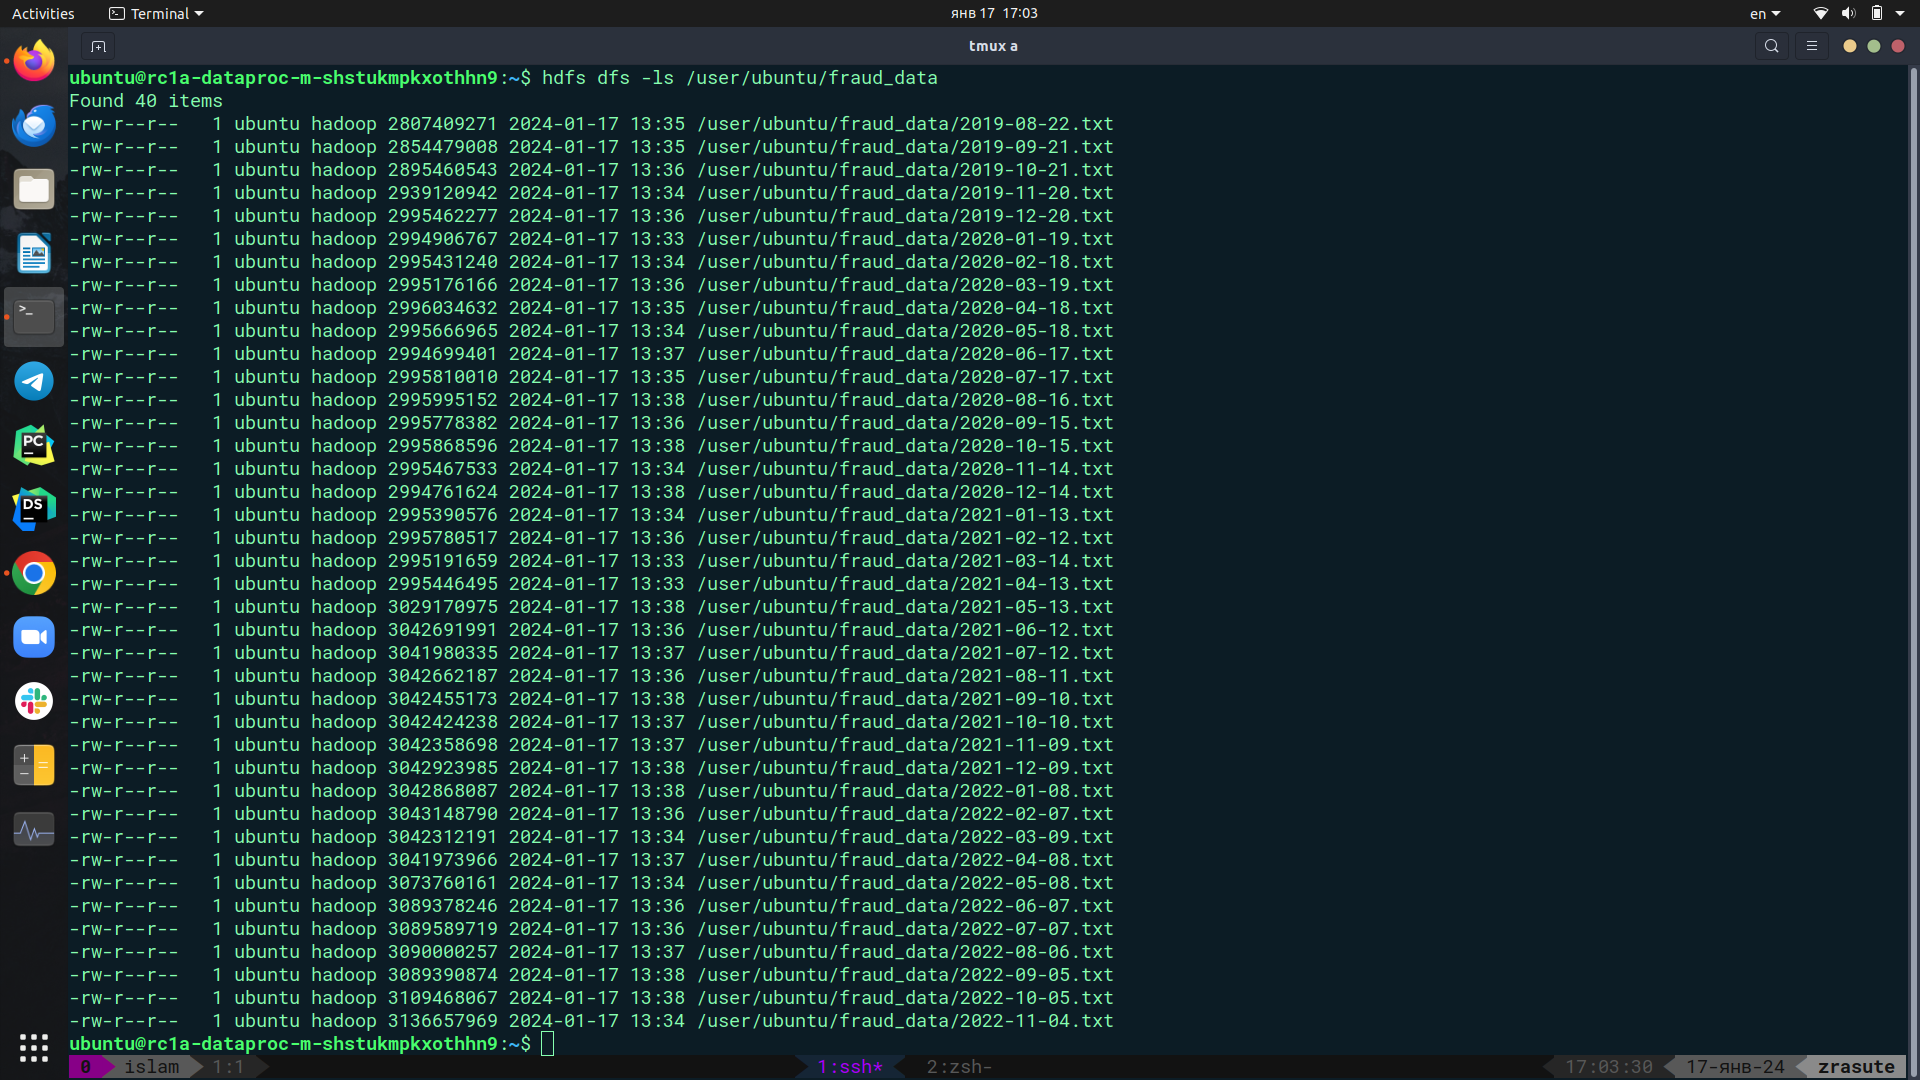 Activities Terminal янв 17 17:03 en
tmux a
ubuntu@rc1a-dataproc-m-shstukmpkxothhn9:~$ hdfs dfs -ls /user/ubuntu/fraud_data
Found 40 items
-rw-r--r--   1 ubuntu hadoop 2807409271 2024-01-17 13:35 /user/ubuntu/fraud_data/2019-08-22.txt
-rw-r--r--   1 ubuntu hadoop 2854479008 2024-01-17 13:35 /user/ubuntu/fraud_data/2019-09-21.txt
-rw-r--r--   1 ubuntu hadoop 2895460543 2024-01-17 13:36 /user/ubuntu/fraud_data/2019-10-21.txt
-rw-r--r--   1 ubuntu hadoop 2939120942 2024-01-17 13:34 /user/ubuntu/fraud_data/2019-11-20.txt
-rw-r--r--   1 ubuntu hadoop 2995462277 2024-01-17 13:36 /user/ubuntu/fraud_data/2019-12-20.txt
-rw-r--r--   1 ubuntu hadoop 2994906767 2024-01-17 13:33 /user/ubuntu/fraud_data/2020-01-19.txt
-rw-r--r--   1 ubuntu hadoop 2995431240 2024-01-17 13:34 /user/ubuntu/fraud_data/2020-02-18.txt
-rw-r--r--   1 ubuntu hadoop 2995176166 2024-01-17 13:36 /user/ubuntu/fraud_data/2020-03-19.txt
-rw-r--r--   1 ubuntu hadoop 2996034632 2024-01-17 13:35 /user/ubuntu/fraud_data/2020-04-18.txt
-rw-r--r--   1 ubuntu hadoop 2995666965 2024-01-17 13:34 /user/ubuntu/fraud_data/2020-05-18.txt
-rw-r--r--   1 ubuntu hadoop 2994699401 2024-01-17 13:37 /user/ubuntu/fraud_data/2020-06-17.txt
-rw-r--r--   1 ubuntu hadoop 2995810010 2024-01-17 13:35 /user/ubuntu/fraud_data/2020-07-17.txt
-rw-r--r--   1 ubuntu hadoop 2995995152 2024-01-17 13:38 /user/ubuntu/fraud_data/2020-08-16.txt
-rw-r--r--   1 ubuntu hadoop 2995778382 2024-01-17 13:36 /user/ubuntu/fraud_data/2020-09-15.txt
-rw-r--r--   1 ubuntu hadoop 2995868596 2024-01-17 13:38 /user/ubuntu/fraud_data/2020-10-15.txt
-rw-r--r--   1 ubuntu hadoop 2995467533 2024-01-17 13:34 /user/ubuntu/fraud_data/2020-11-14.txt
-rw-r--r--   1 ubuntu hadoop 2994761624 2024-01-17 13:38 /user/ubuntu/fraud_data/2020-12-14.txt
-rw-r--r--   1 ubuntu hadoop 2995390576 2024-01-17 13:34 /user/ubuntu/fraud_data/2021-01-13.txt
-rw-r--r--   1 ubuntu hadoop 2995780517 2024-01-17 13:36 /user/ubuntu/fraud_data/2021-02-12.txt
-rw-r--r--   1 ubuntu hadoop 2995191659 2024-01-17 13:33 /user/ubuntu/fraud_data/2021-03-14.txt
-rw-r--r--   1 ubuntu hadoop 2995446495 2024-01-17 13:33 /user/ubuntu/fraud_data/2021-04-13.txt
-rw-r--r--   1 ubuntu hadoop 3029170975 2024-01-17 13:38 /user/ubuntu/fraud_data/2021-05-13.txt
-rw-r--r--   1 ubuntu hadoop 3042691991 2024-01-17 13:36 /user/ubuntu/fraud_data/2021-06-12.txt
-rw-r--r--   1 ubuntu hadoop 3041980335 2024-01-17 13:37 /user/ubuntu/fraud_data/2021-07-12.txt
-rw-r--r--   1 ubuntu hadoop 3042662187 2024-01-17 13:36 /user/ubuntu/fraud_data/2021-08-11.txt
-rw-r--r--   1 ubuntu hadoop 3042455173 2024-01-17 13:38 /user/ubuntu/fraud_data/2021-09-10.txt
-rw-r--r--   1 ubuntu hadoop 3042424238 2024-01-17 13:37 /user/ubuntu/fraud_data/2021-10-10.txt
-rw-r--r--   1 ubuntu hadoop 3042358698 2024-01-17 13:37 /user/ubuntu/fraud_data/2021-11-09.txt
-rw-r--r--   1 ubuntu hadoop 3042923985 2024-01-17 13:38 /user/ubuntu/fraud_data/2021-12-09.txt
-rw-r--r--   1 ubuntu hadoop 3042868087 2024-01-17 13:38 /user/ubuntu/fraud_data/2022-01-08.txt
-rw-r--r--   1 ubuntu hadoop 3043148790 2024-01-17 13:36 /user/ubuntu/fraud_data/2022-02-07.txt
-rw-r--r--   1 ubuntu hadoop 3042312191 2024-01-17 13:34 /user/ubuntu/fraud_data/2022-03-09.txt
-rw-r--r--   1 ubuntu hadoop 3041973966 2024-01-17 13:37 /user/ubuntu/fraud_data/2022-04-08.txt
-rw-r--r--   1 ubuntu hadoop 3073760161 2024-01-17 13:34 /user/ubuntu/fraud_data/2022-05-08.txt
-rw-r--r--   1 ubuntu hadoop 3089378246 2024-01-17 13:36 /user/ubuntu/fraud_data/2022-06-07.txt
-rw-r--r--   1 ubuntu hadoop 3089589719 2024-01-17 13:36 /user/ubuntu/fraud_data/2022-07-07.txt
-rw-r--r--   1 ubuntu hadoop 3090000257 2024-01-17 13:37 /user/ubuntu/fraud_data/2022-08-06.txt
-rw-r--r--   1 ubuntu hadoop 3089390874 2024-01-17 13:38 /user/ubuntu/fraud_data/2022-09-05.txt
-rw-r--r--   1 ubuntu hadoop 3109468067 2024-01-17 13:38 /user/ubuntu/fraud_data/2022-10-05.txt
-rw-r--r--   1 ubuntu hadoop 3136657969 2024-01-17 13:34 /user/ubuntu/fraud_data/2022-11-04.txt
ubuntu@rc1a-dataproc-m-shstukmpkxothhn9:~$
0 islam 1:1 1:ssh* 2:zsh- 17:03:30 17-янв-24 zrasute
PC
DS